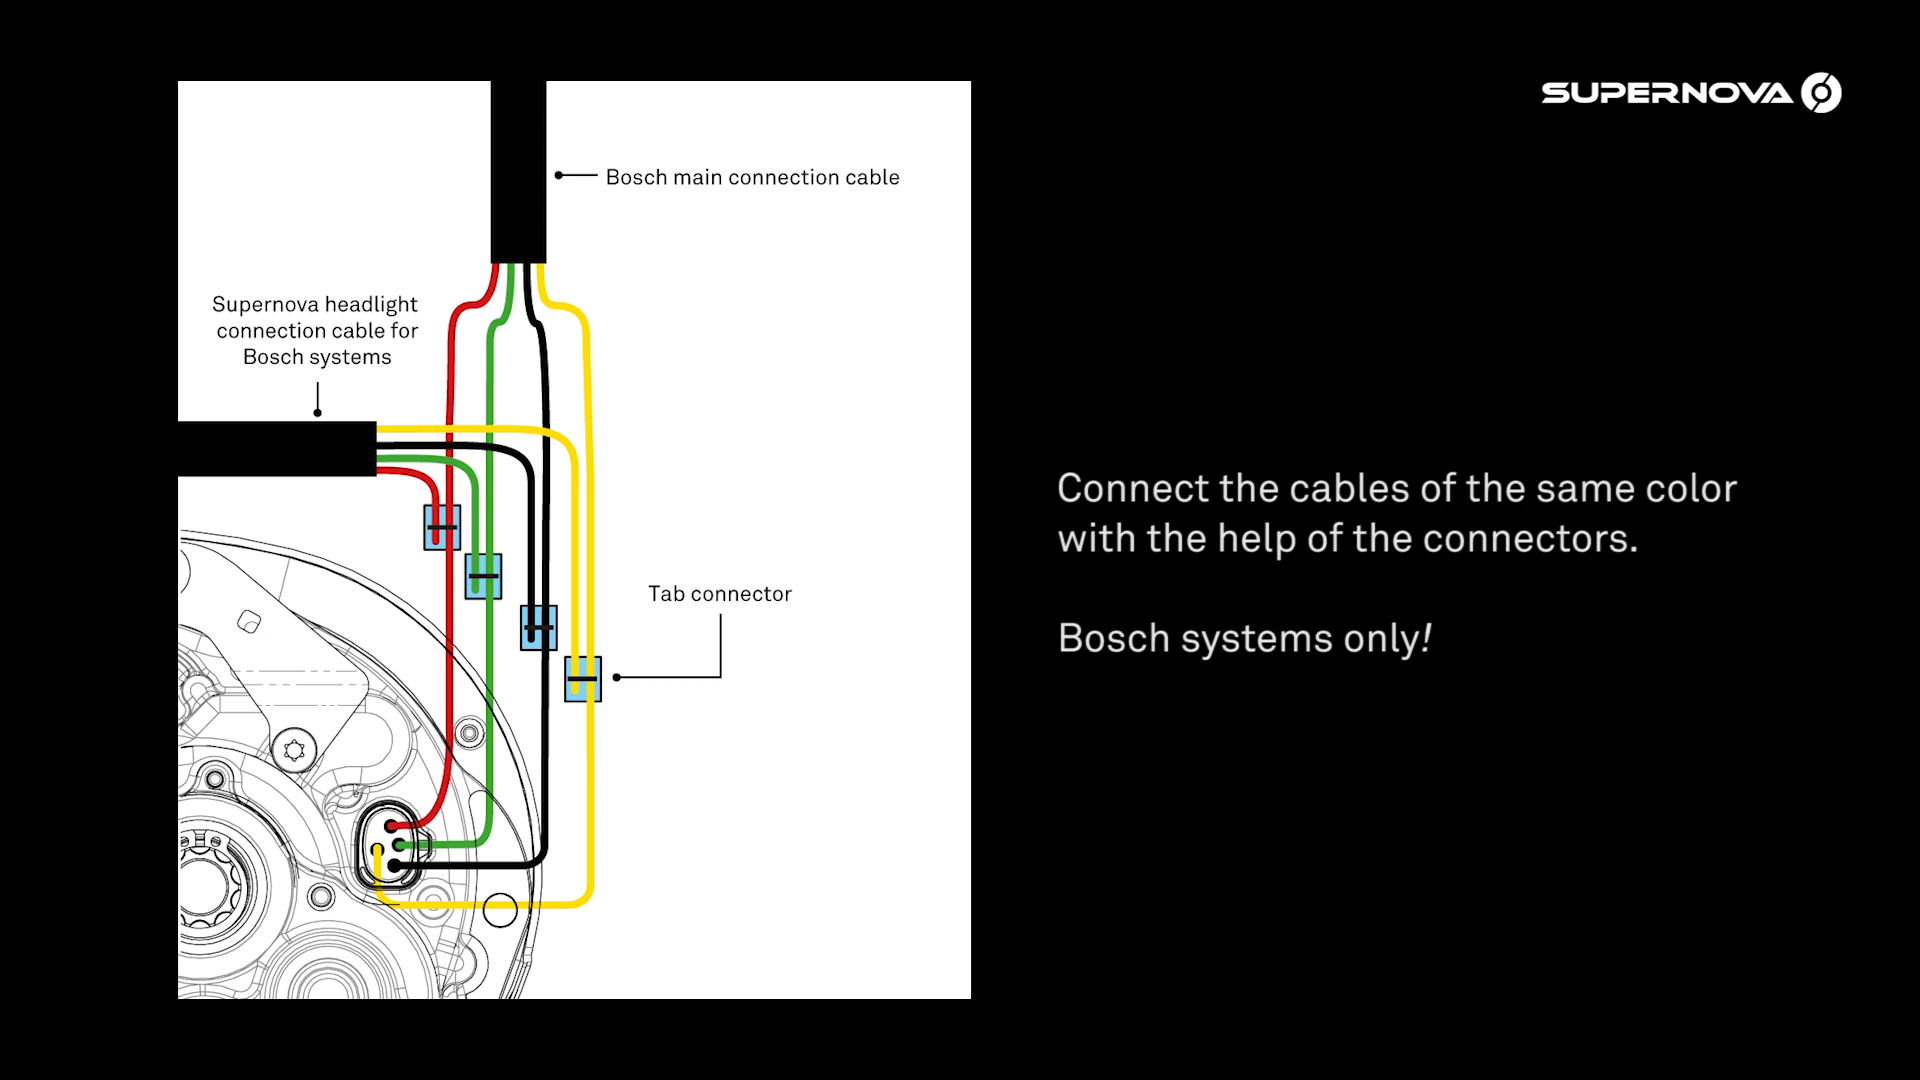 SUPERNOVA
Bosch main connection cable
Supernova headlight
connection cable for
Bosch systems
Tab connector
Connect the cables of the same color
with the help of the connectors.
Bosch systems only!